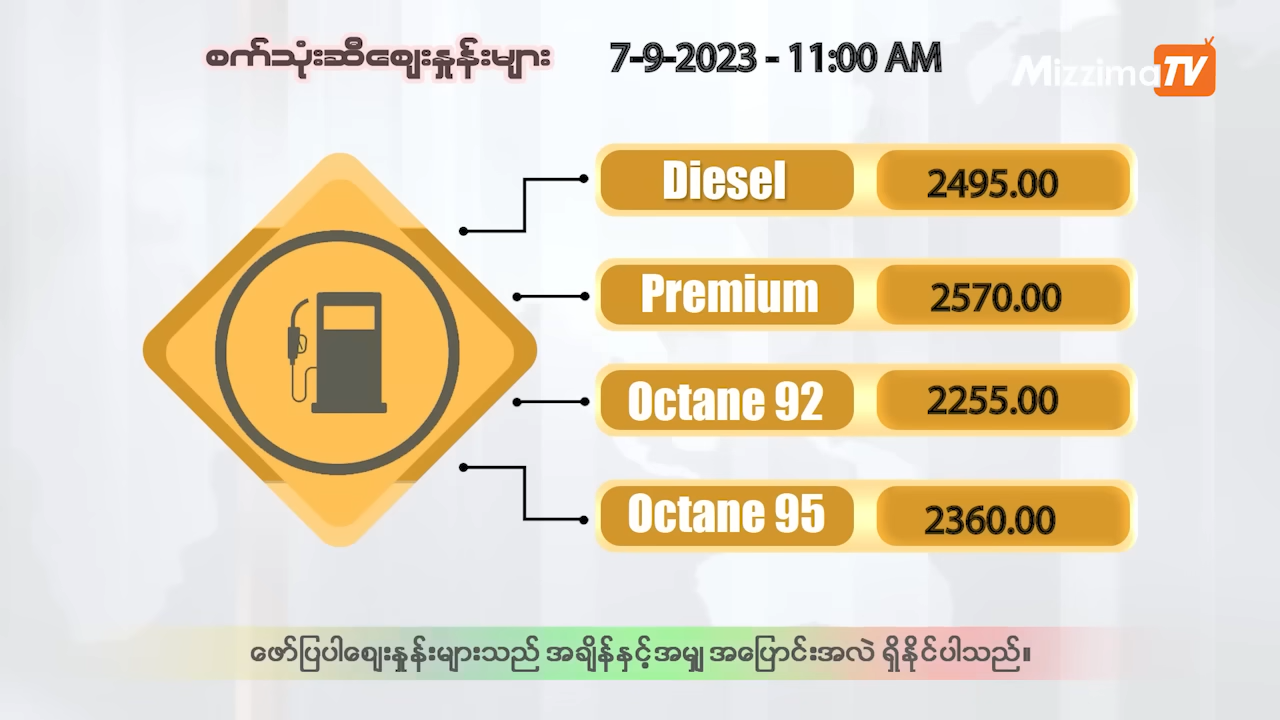 စက်သုံးဆီဈေးနှုန်းများ 7-9-2023 - 11:00 AM
Mizzima TV
Diesel 2495.00
Premium 2570.00
Octane 92 2255.00
Octane 95 2360.00
ဖော်ပြပါဈေးနှုန်းများသည် အချိန်နှင့်အမျှ အပြောင်းအလဲ ရှိနိုင်ပါသည်။